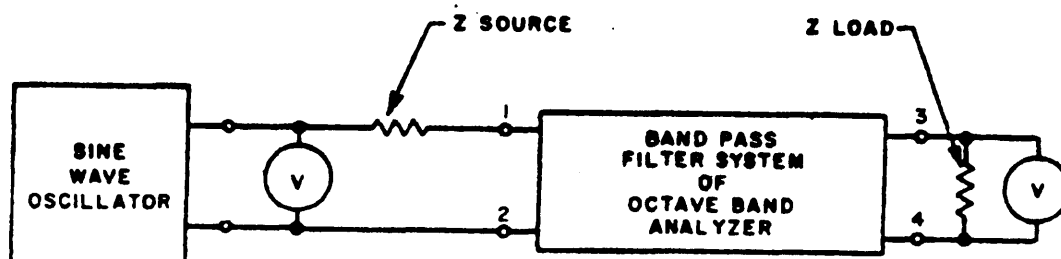 Z SOURCE
Z LOAD
SINE
WAVE
OSCILLATOR
V
1
2
BAND PASS
FILTER SYSTEM
OF
OCTAVE BAND
ANALYZER
3
4
V